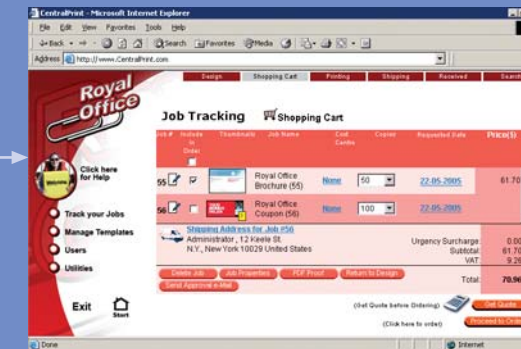 CentralPrint - Microsoft Internet Explorer
File Edit View Favorites Tools Help
Back Search Favorites Media
Address http://www.CentralPrint.com
Royal
Office
Design Shopping Cart Printing Shipping Received Search
Job Tracking Shopping Cart
Job # Include In Order Thumbnails Job Name Cost Centre Copies Requested Date Price($)
Click here
for Help
55 Royal Office Brochure (55) None 50 22-05-2005 61.70
56 Royal Office Coupon (56) None 100 22-05-2005
Track your Jobs
Manage Templates
Users
Utilities
Shipping Address for Job #56
Administrator , 12 Keele St.
N.Y., New York 10029 United States
Urgency Surcharge: 0.00
Subtotal: 61.70
VAT: 9.26
Delete Job Job Properties PDF Proof Return to Design
Send Approval e-Mail
Total: 70.96
Exit Start
(Get Quote before Ordering) Get Quote
(Click here to order) Proceed to Order
Done Internet